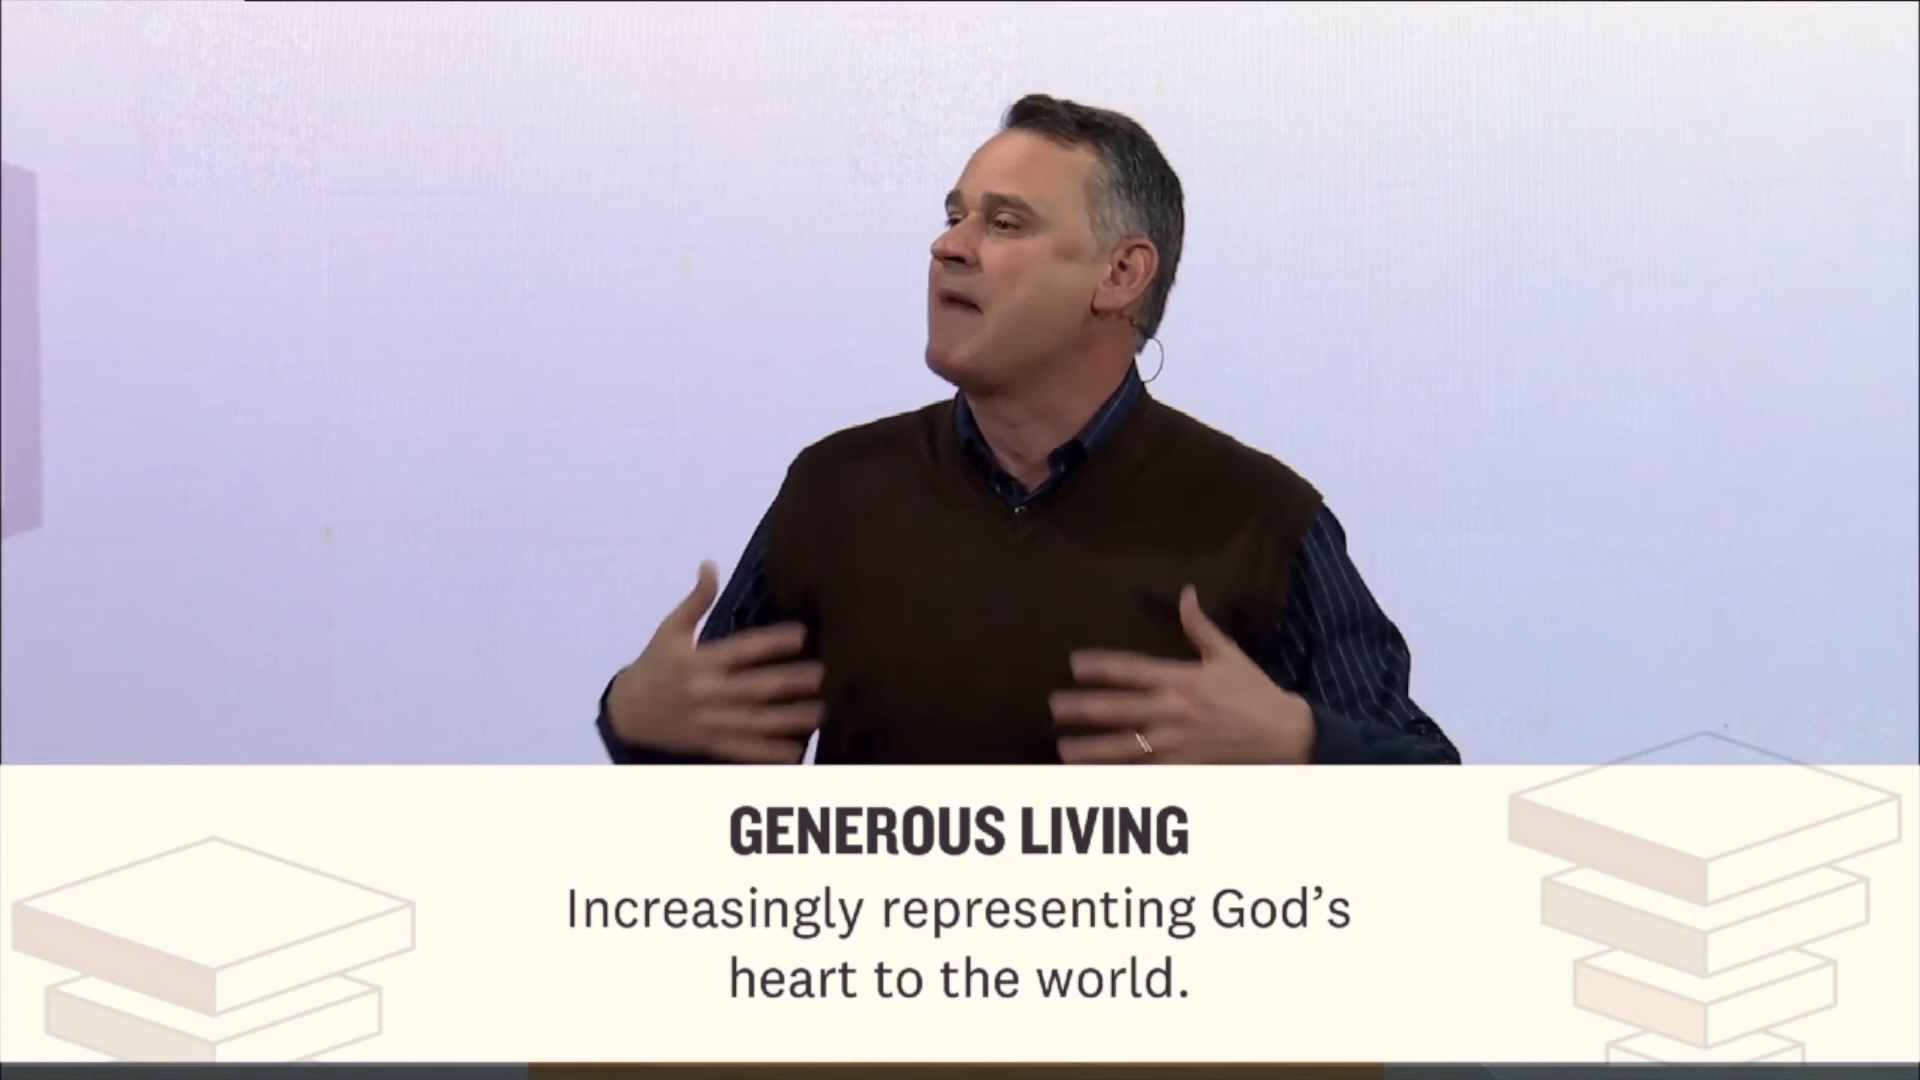 GENEROUS LIVING
Increasingly representing God’s
heart to the world.